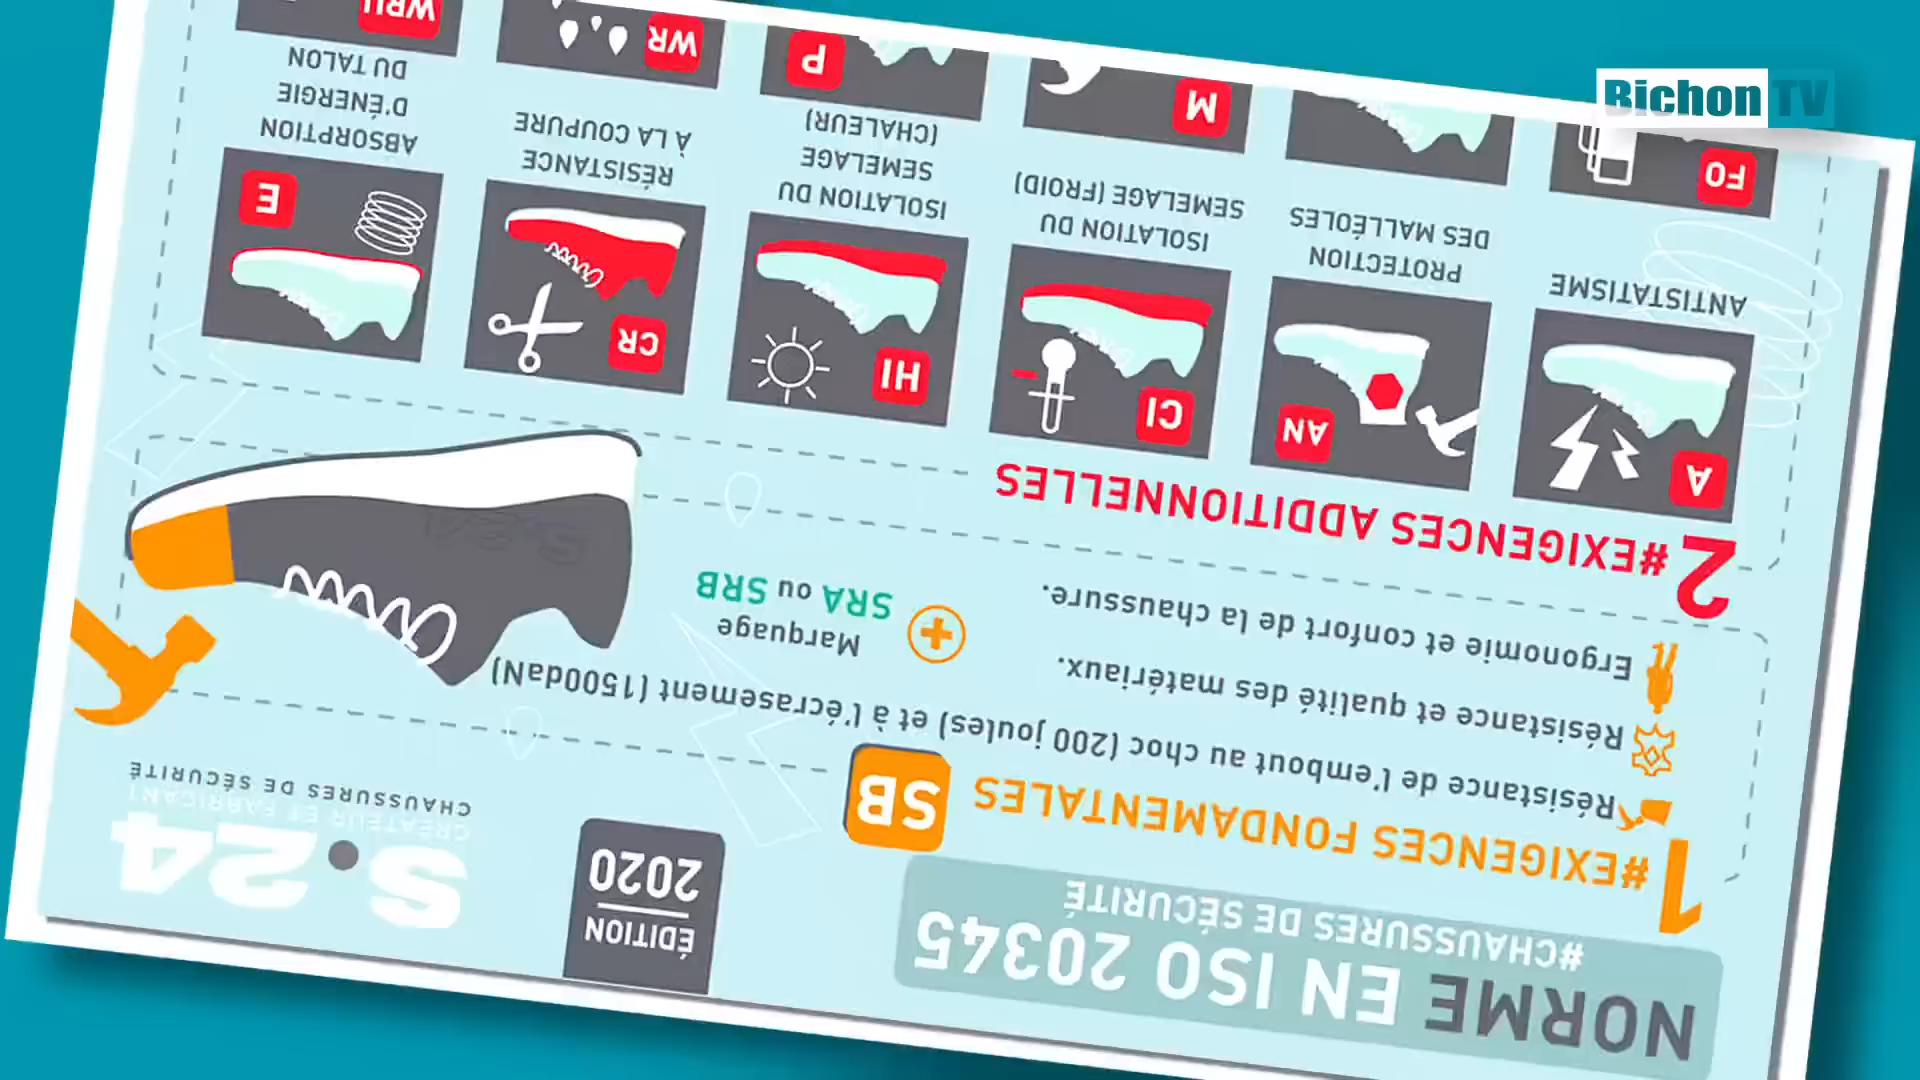 Bichon TV
NORME EN ISO 20345
#CHAUSSURES DE SÉCURITÉ
ÉDITION
2020
S.24
CRÉATEUR ET FABRICANT
CHAUSSURES DE SÉCURITÉ
1 #EXIGENCES FONDAMENTALES SB
Résistance de l'embout au choc (200 joules) et à l'écrasement (1500daN)
Résistance et qualité des matériaux.
Ergonomie et confort de la chaussure.
Marquage
SRA ou SRB
S.24
2 #EXIGENCES ADDITIONNELLES
A
ANTISTATISME
AN
PROTECTION
DES MALLÉOLES
CI
ISOLATION DU
SEMELAGE (FROID)
HI
ISOLATION DU
SEMELAGE
(CHALEUR)
CR
RÉSISTANCE
À LA COUPURE
E
ABSORPTION
D'ÉNERGIE
DU TALON
FO
M
P
WR
WRU